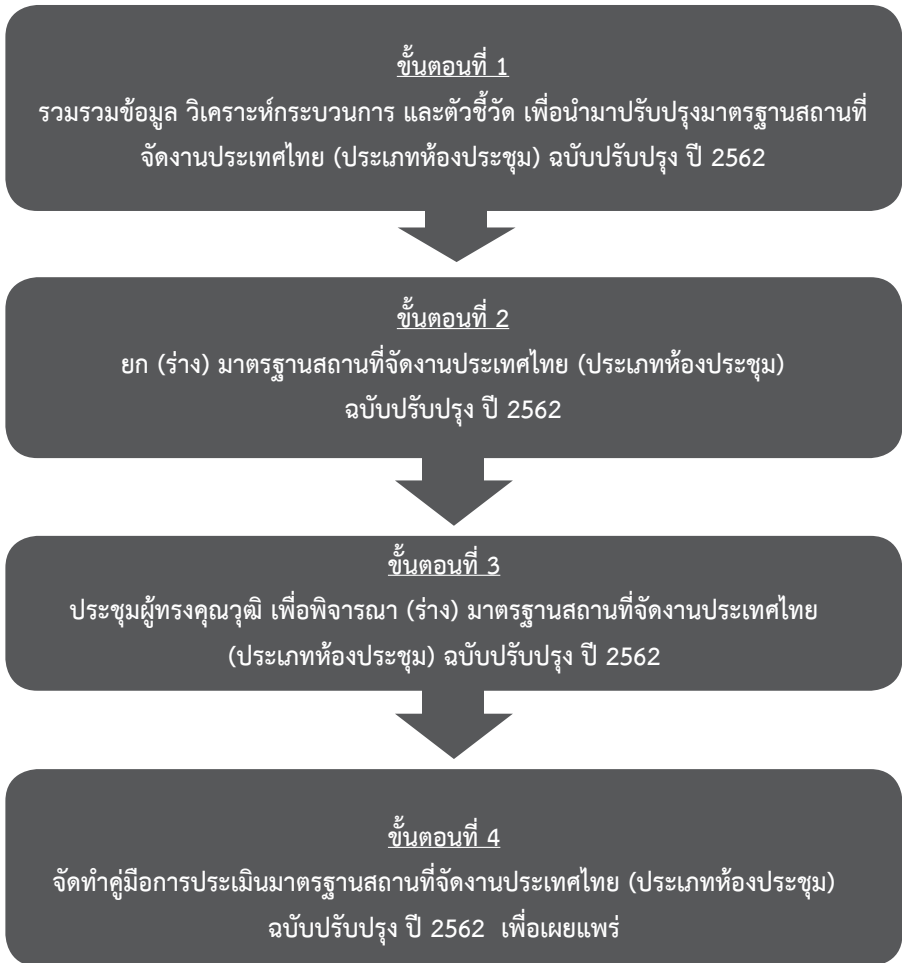 ขั้นตอนที่ 1
รวมรวมข้อมูล วิเคราะห์กระบวนการ และตัวชี้วัด เพื่อนำมาปรับปรุงมาตรฐานสถานที่
จัดงานประเทศไทย (ประเภทห้องประชุม) ฉบับปรับปรุง ปี 2562
ขั้นตอนที่ 2
ยก (ร่าง) มาตรฐานสถานที่จัดงานประเทศไทย (ประเภทห้องประชุม)
ฉบับปรับปรุง ปี 2562
ขั้นตอนที่ 3
ประชุมผู้ทรงคุณวุฒิ เพื่อพิจารณา (ร่าง) มาตรฐานสถานที่จัดงานประเทศไทย
(ประเภทห้องประชุม) ฉบับปรับปรุง ปี 2562
ขั้นตอนที่ 4
จัดทำคู่มือการประเมินมาตรฐานสถานที่จัดงานประเทศไทย (ประเภทห้องประชุม)
ฉบับปรับปรุง ปี 2562 เพื่อเผยแพร่